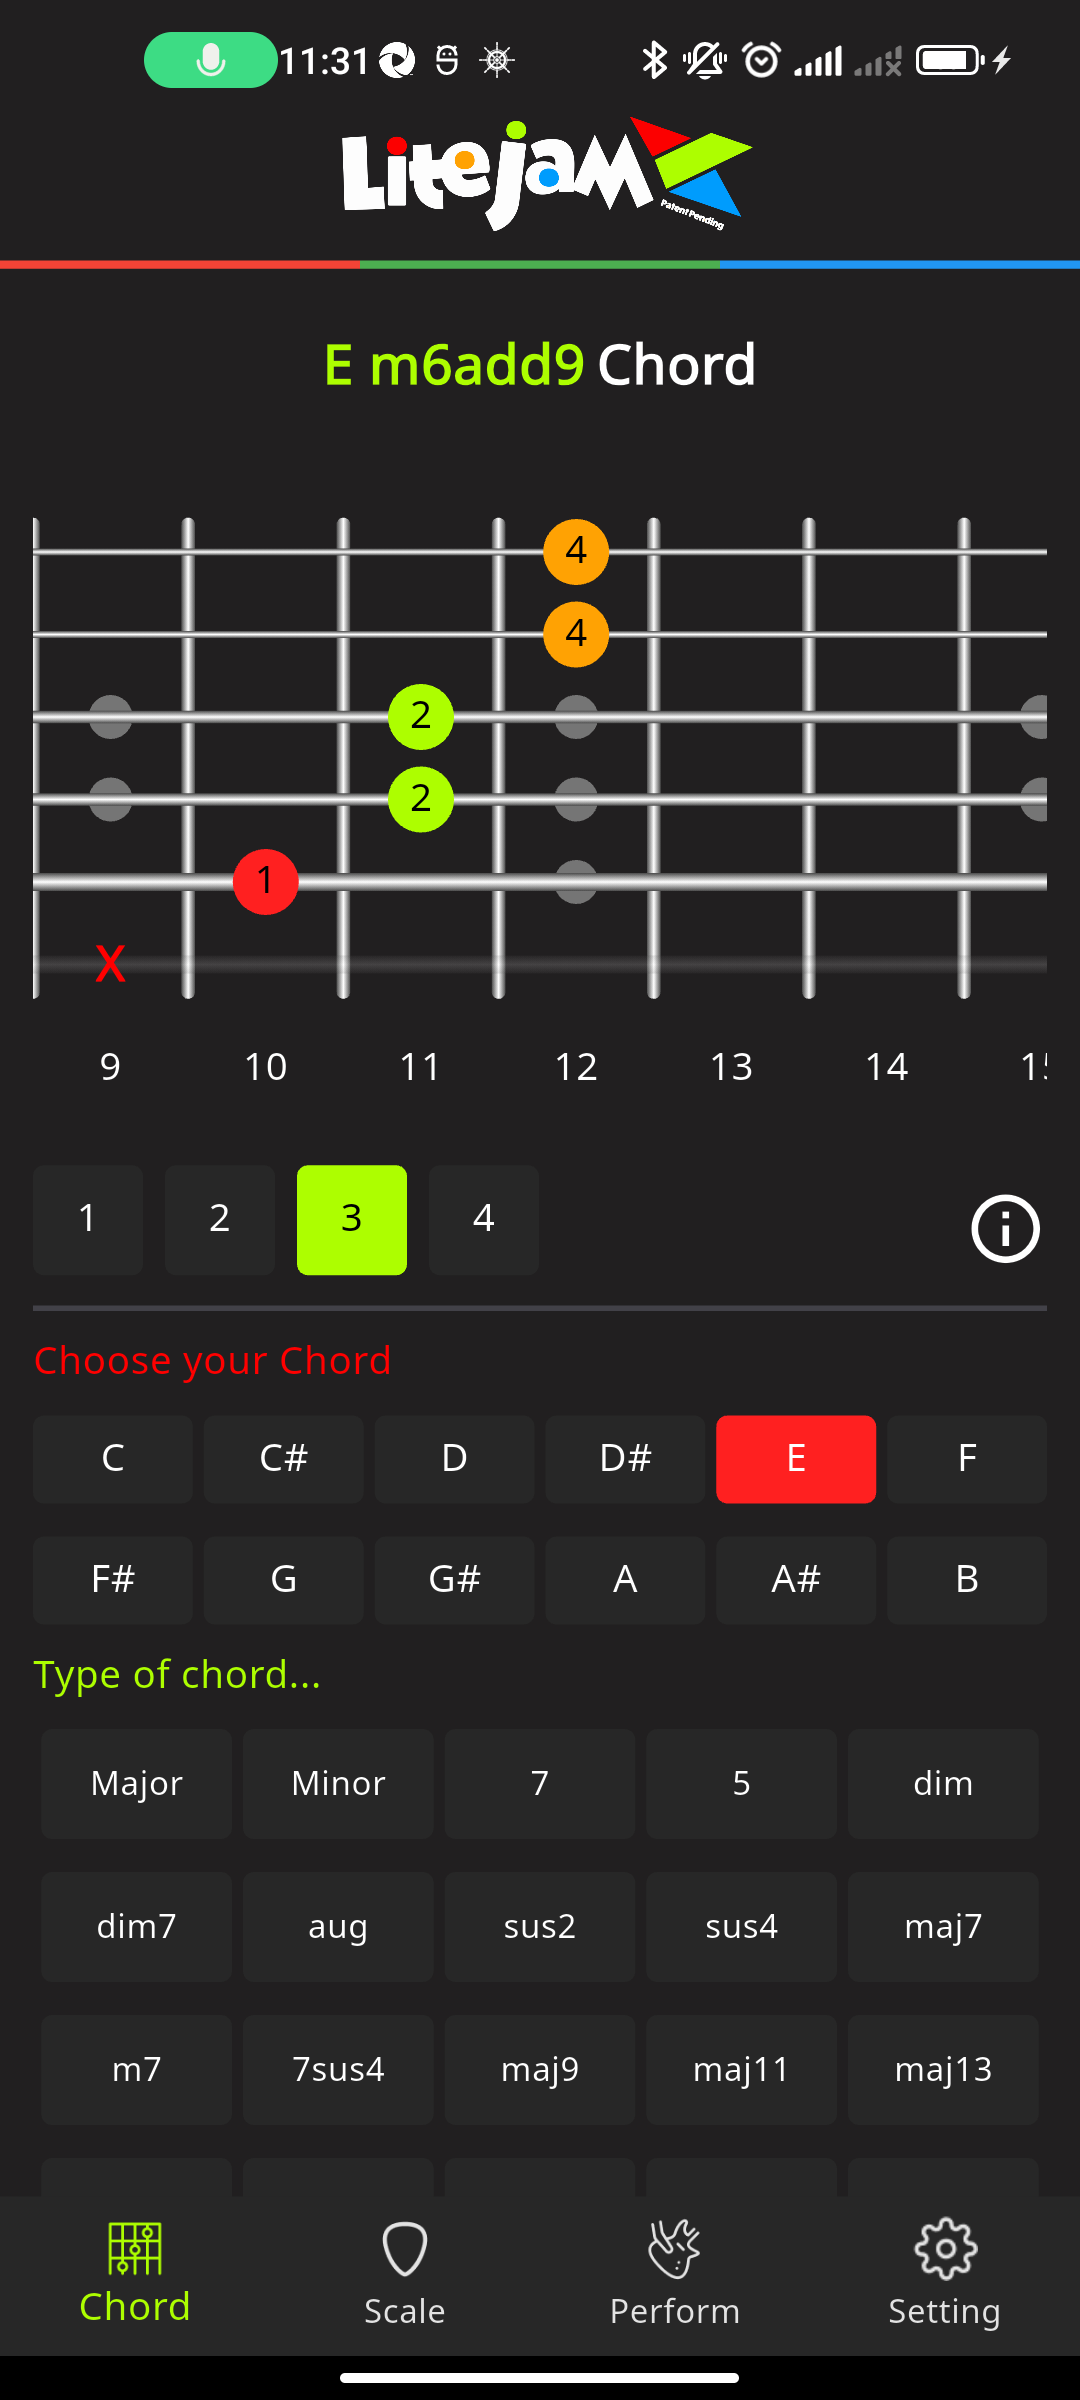 11:31
LiteJam
Patent Pending
E m6add9 Chord
4
4
2
2
1
X
9 10 11 12 13 14 15
1 2 3 4
Choose your Chord
C C# D D# E F
F# G G# A A# B
Type of chord...
Major Minor 7 5 dim
dim7 aug sus2 sus4 maj7
m7 7sus4 maj9 maj11 maj13
Chord Scale Perform Setting